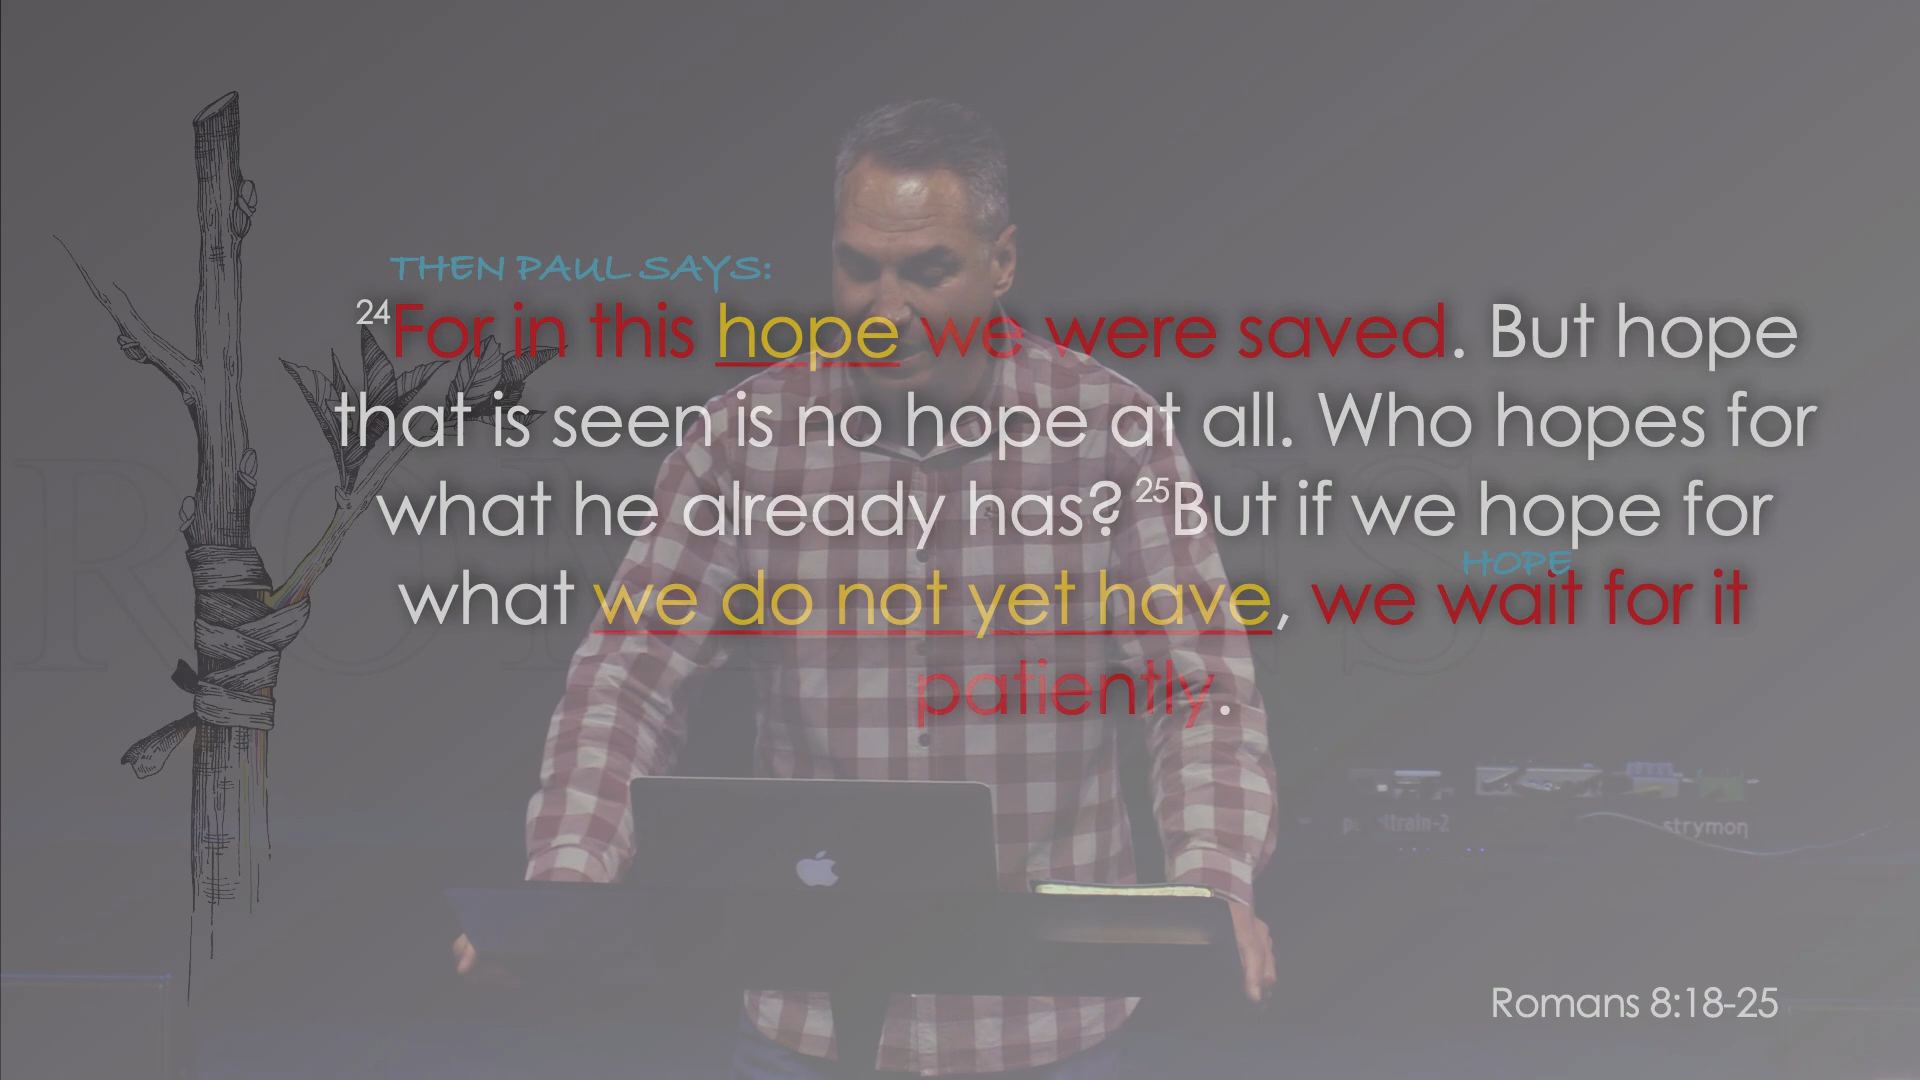 THEN PAUL SAYS:
24For in this hope we were saved. But hope
that is seen is no hope at all. Who hopes for
what he already has? 25But if we hope for
HOPE
what we do not yet have, we wait for it
patiently.
ROMANS
strymon
Romans 8:18-25